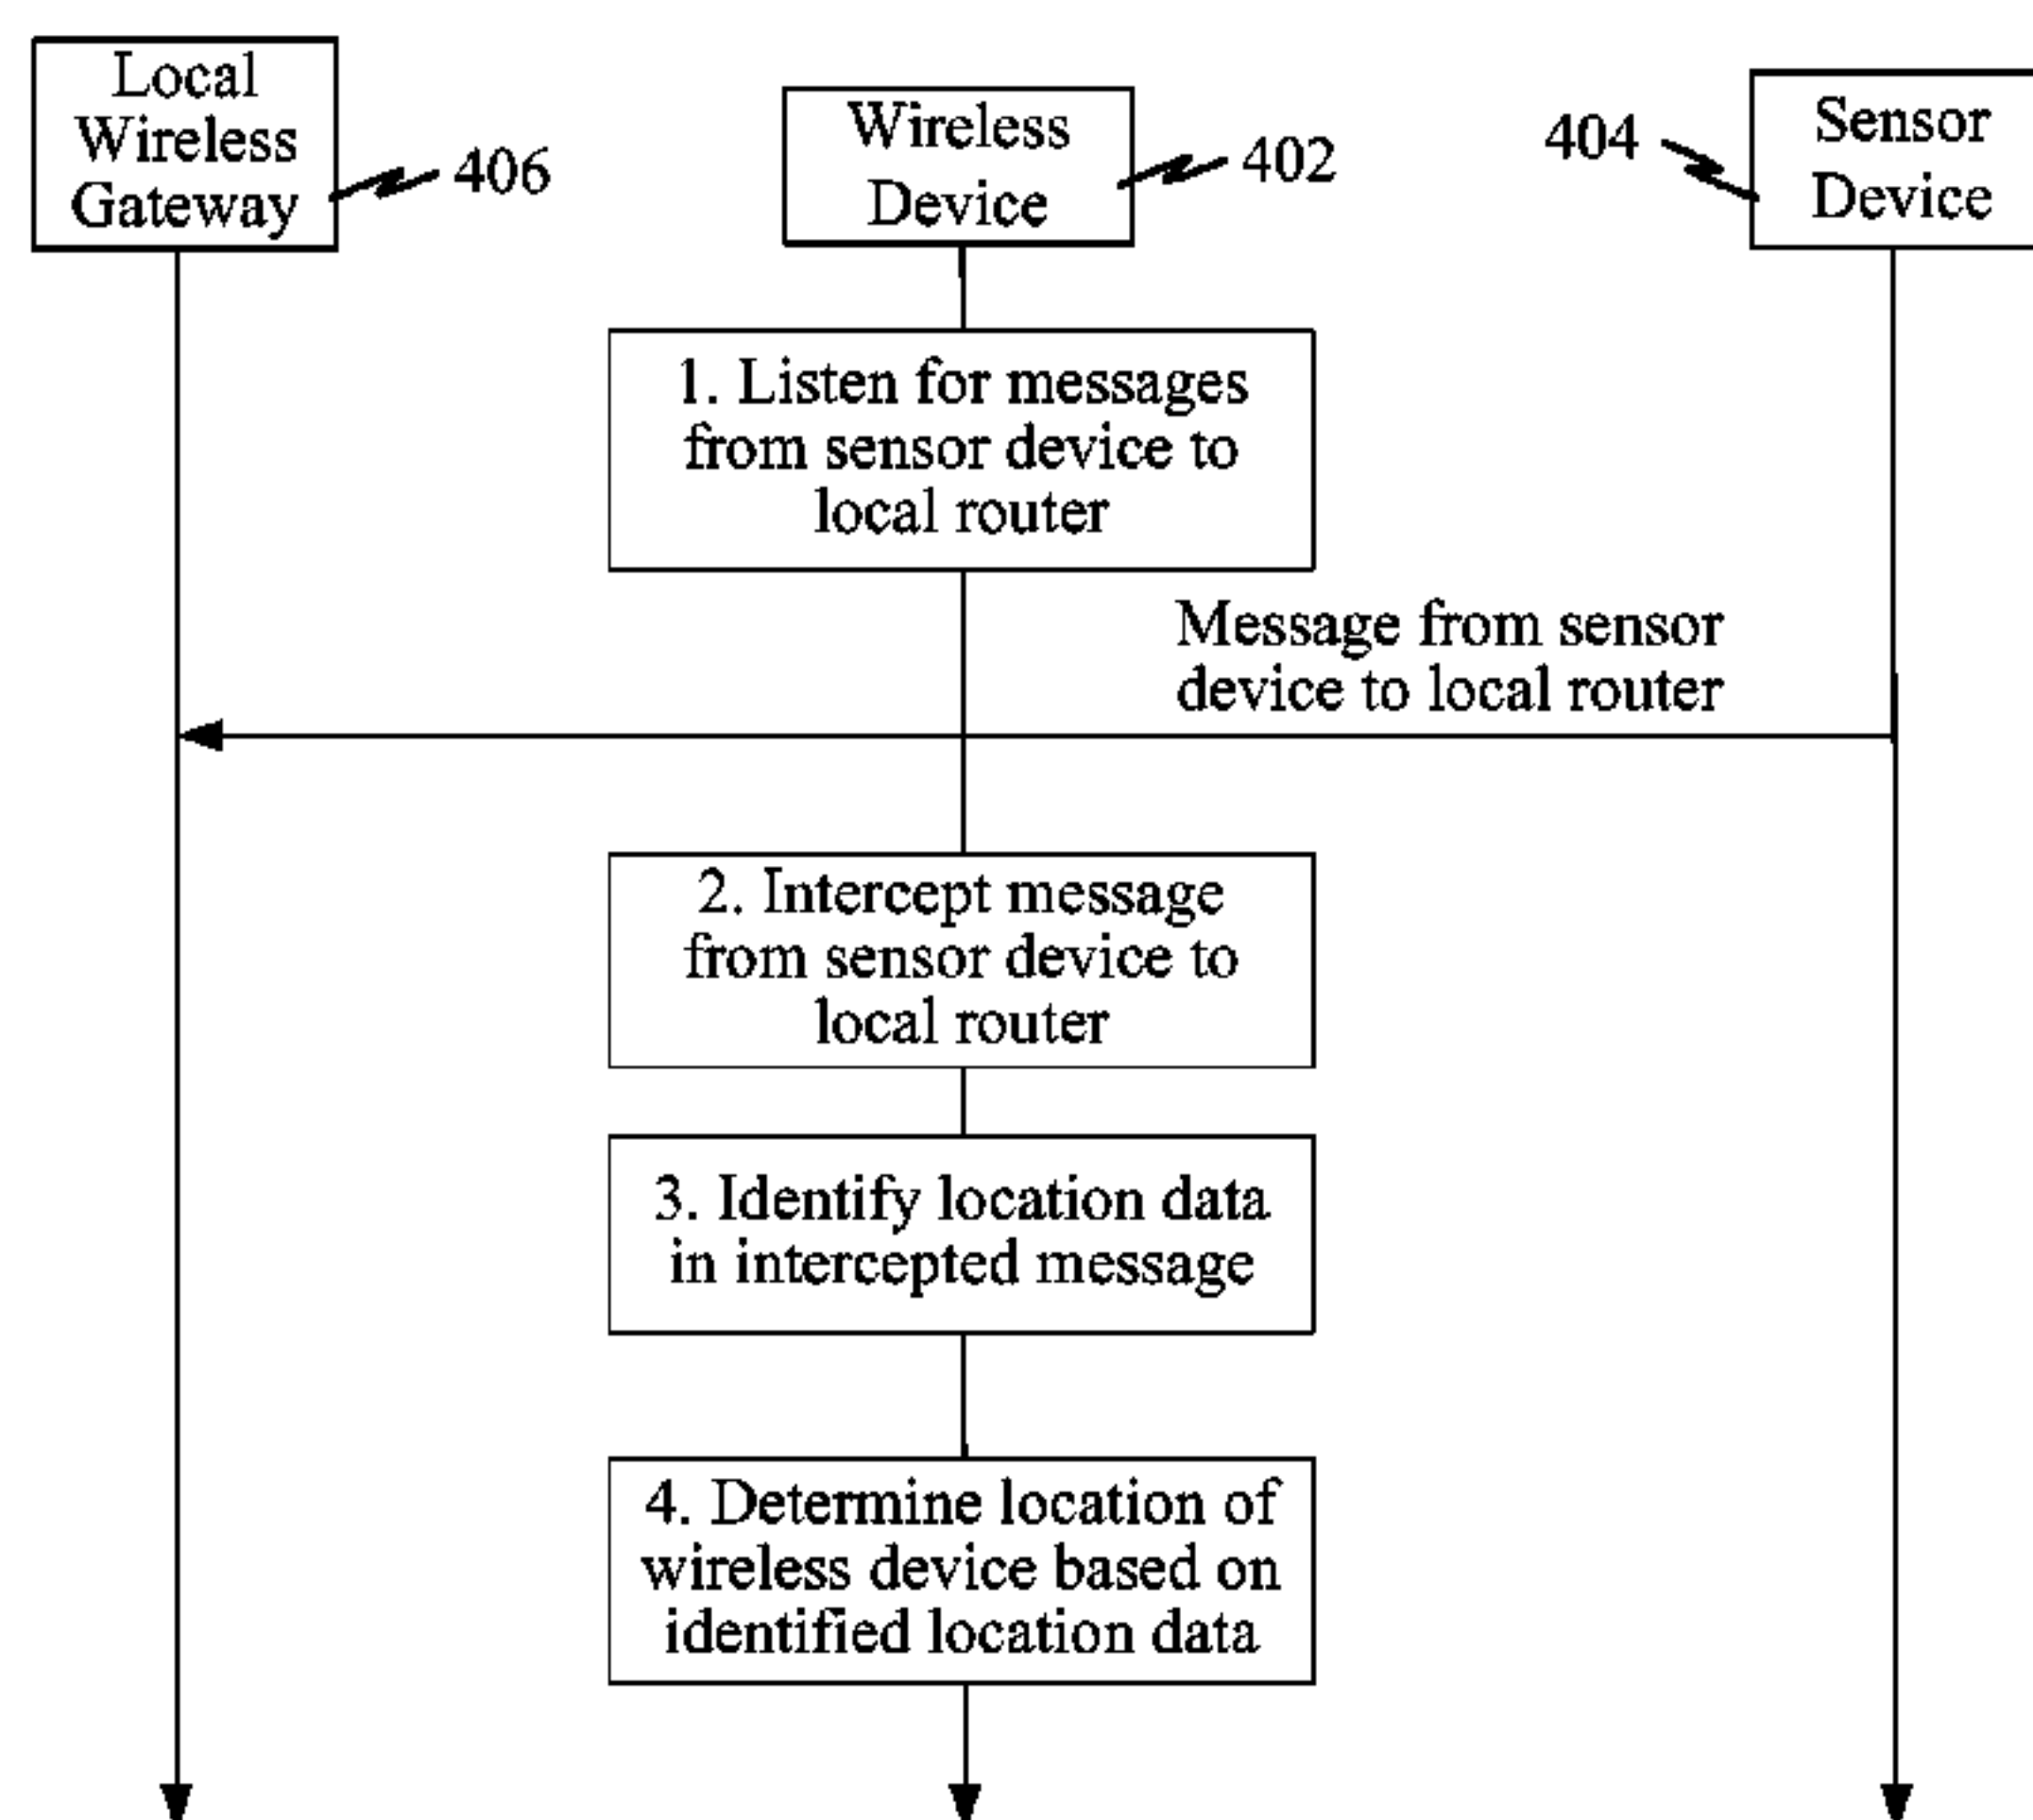 Local
Wireless
Gateway
406
Wireless
Device
402
404
Sensor
Device
1. Listen for messages
from sensor device to
local router
Message from sensor
device to local router
2. Intercept message
from sensor device to
local router
3. Identify location data
in intercepted message
4. Determine location of
wireless device based on
identified location data